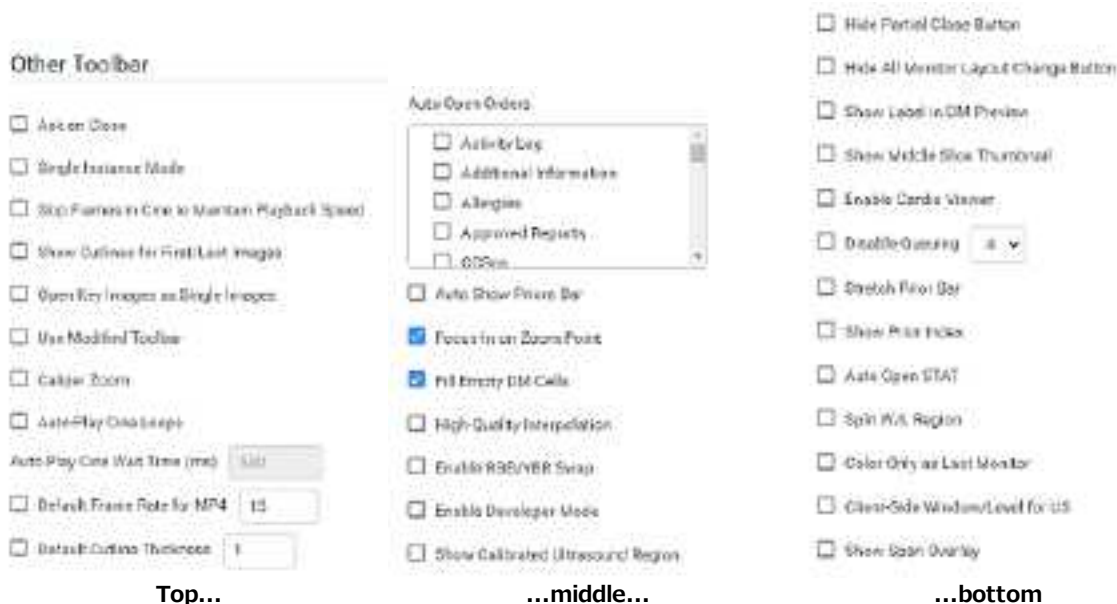 Other Toolbar
Ask on Close
Single Instance Mode
Skip Frames in Cine to Maintain Playback Speed
Show Cutlines for First/Last Images
Open Key Images as Single Images
Use Modified Toolbar
Caliper Zoom
Auto-Play Cine Loops
Auto Play Cine Wait Time (ms)
Default Frame Rate for MP4 15
Default Cutline Thickness 1
Top...
Auto Open Orders
Activity Log
Additional Information
Allergies
Approved Reports
Auto Show Priors Bar
Focus In on Zoom Point
Fill Empty DM Cells
High-Quality Interpolation
Enable RGB/YBR Swap
Enable Developer Mode
Show Calibrated Ultrasound Region
...middle...
Hide Partial Close Button
Hide All Monitor Layout Change Button
Show Label in DM Preview
Show Middle Slice Thumbnail
Enable Cardio Viewer
Disable Queuing 4
Stretch Prior Bar
Show Prior Index
Auto Open STAT
Spin W/L Region
Color Only as Last Monitor
Client-Side Window/Level for US
Show Span Overlay
...bottom